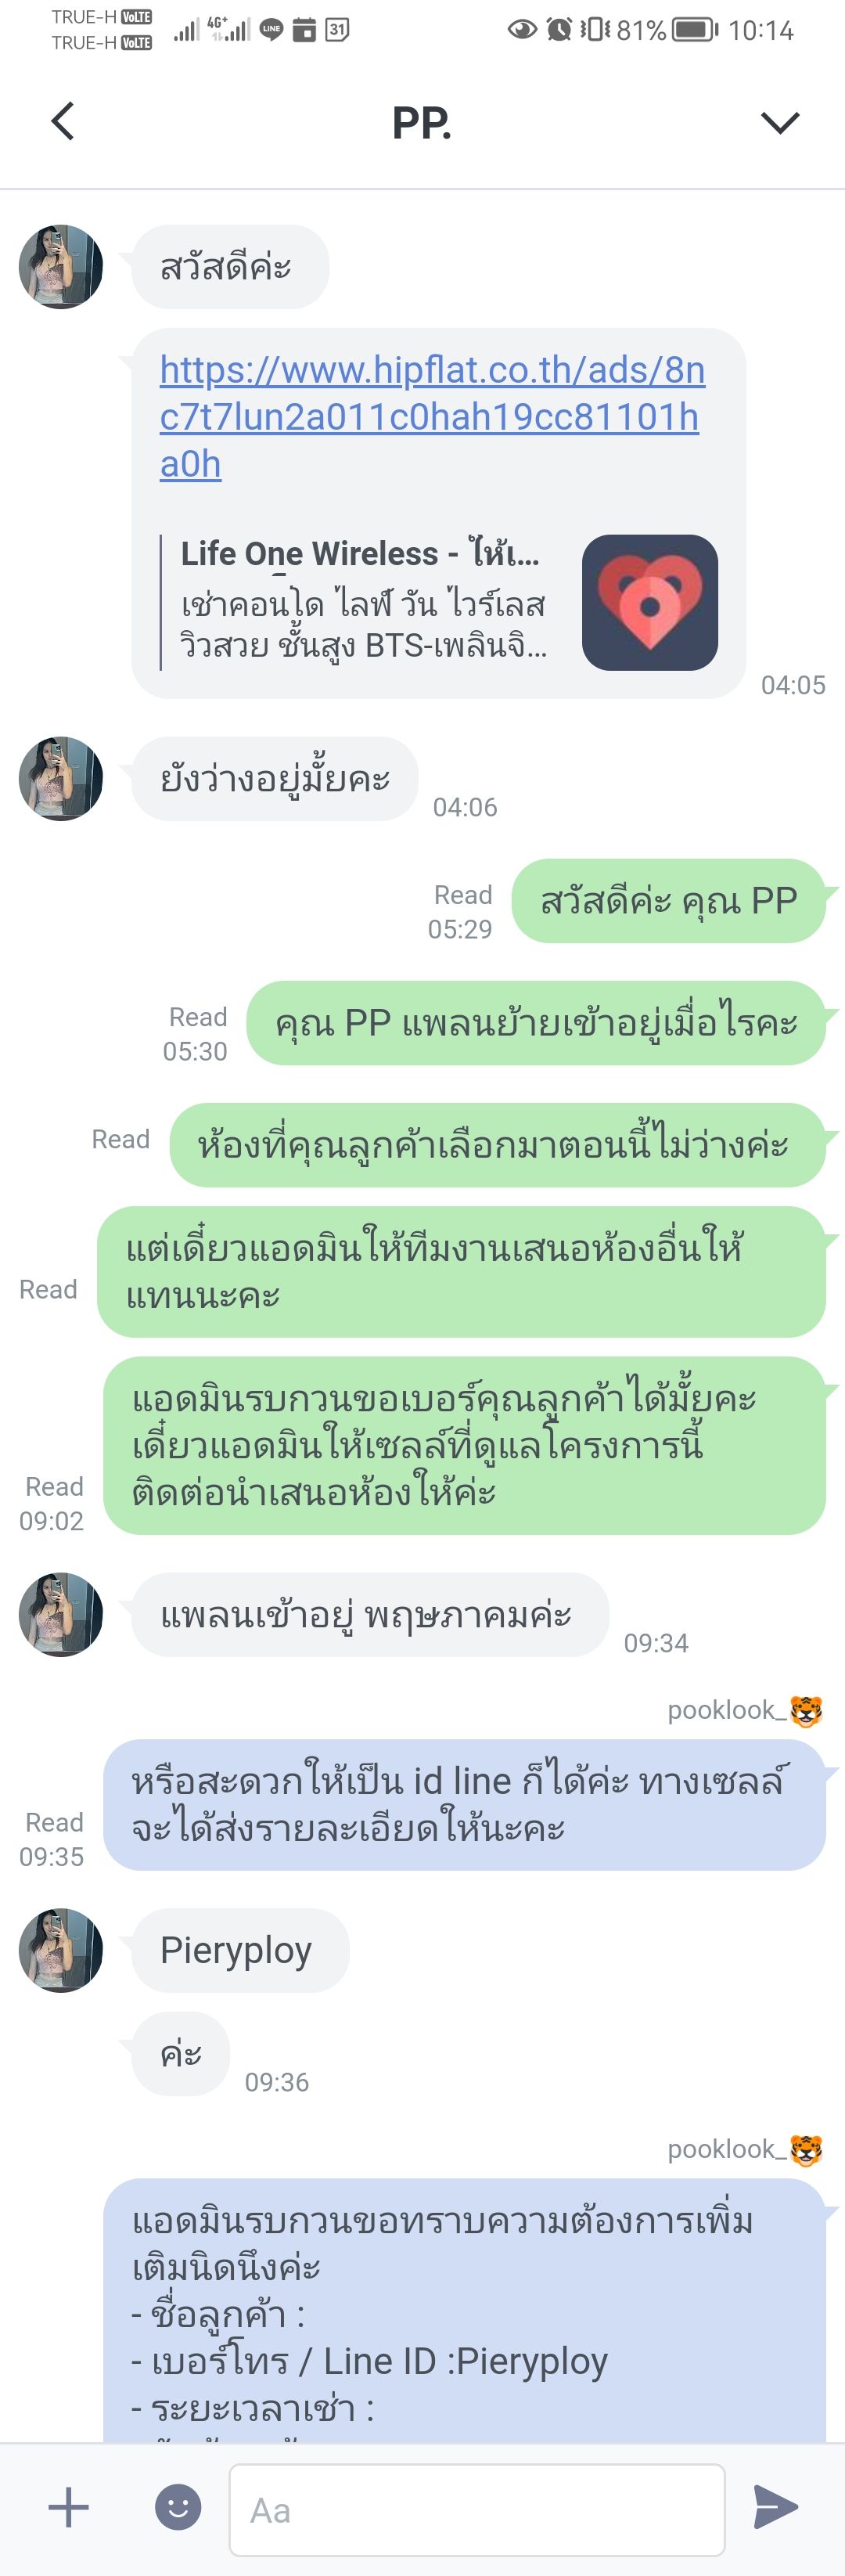 TRUE-H VoLTE
TRUE-H VoLTE
4G+
LINE
31
81%
10:14
PP.
สวัสดีค่ะ
https://www.hipflat.co.th/ads/8n
c7t7lun2a011c0hah19cc81101h
a0h
Life One Wireless - ให้เ...
เช่าคอนโด ไลฟ์ วัน ไวร์เลส
วิวสวย ชั้นสูง BTS-เพลินจิ...
04:05
ยังว่างอยู่มั้ยคะ
04:06
สวัสดีค่ะ คุณ PP
Read
05:29
คุณ PP แพลนย้ายเข้าอยู่เมื่อไรคะ
Read
05:30
ห้องที่คุณลูกค้าเลือกมาตอนนี้ไม่ว่างค่ะ
Read
แต่เดี๋ยวแอดมินให้ทีมงานเสนอห้องอื่นให้
แทนนะคะ
Read
แอดมินรบกวนขอเบอร์คุณลูกค้าได้มั้ยคะ
เดี๋ยวแอดมินให้เซลล์ที่ดูแลโครงการนี้
ติดต่อนำเสนอห้องให้ค่ะ
Read
09:02
แพลนเข้าอยู่ พฤษภาคมค่ะ
09:34
pooklook_🐯
หรือสะดวกให้เป็น id line ก็ได้ค่ะ ทางเซลล์
จะได้ส่งรายละเอียดให้นะคะ
Read
09:35
Pieryploy
ค่ะ
09:36
pooklook_🐯
แอดมินรบกวนขอทราบความต้องการเพิ่ม
เติมนิดนึงค่ะ
- ชื่อลูกค้า :
- เบอร์โทร / Line ID :Pieryploy
- ระยะเวลาเช่า :
Aa